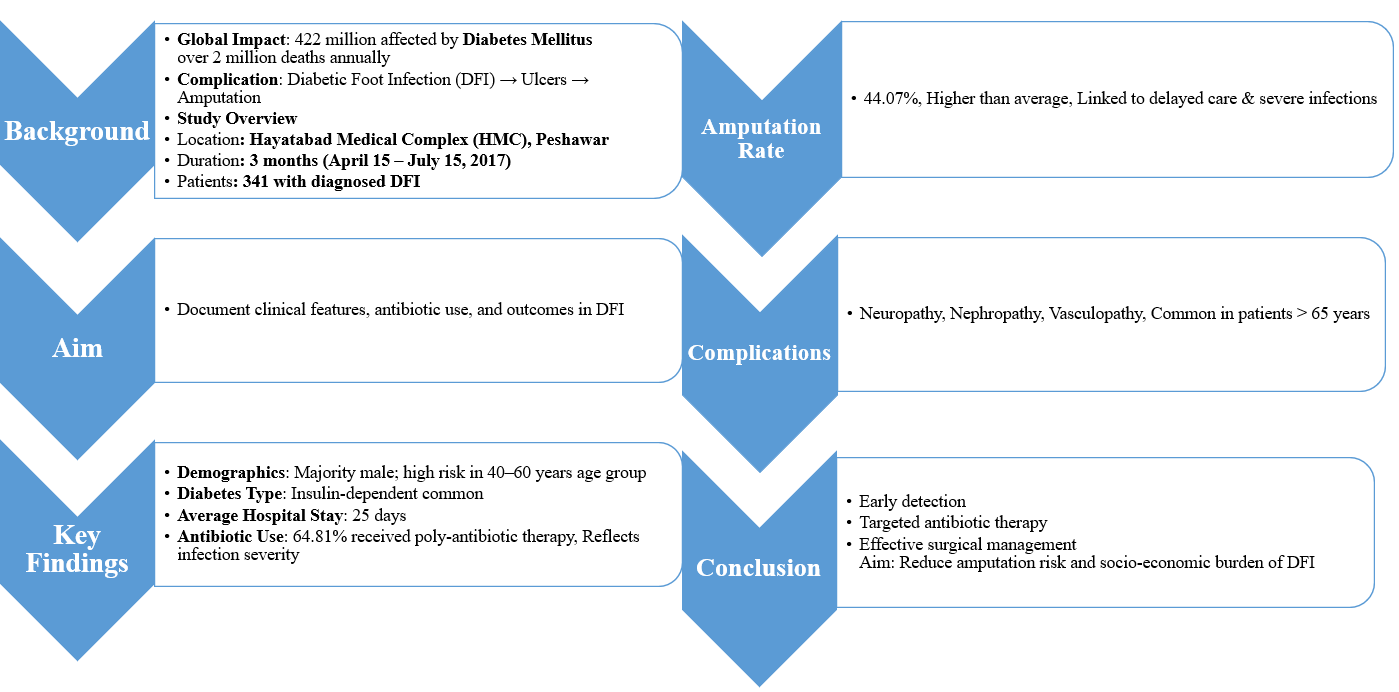 Background
• Global Impact: 422 million affected by Diabetes Mellitus
over 2 million deaths annually
• Complication: Diabetic Foot Infection (DFI) → Ulcers →
Amputation
• Study Overview
• Location: Hayatabad Medical Complex (HMC), Peshawar
• Duration: 3 months (April 15 – July 15, 2017)
• Patients: 341 with diagnosed DFI
Aim
• Document clinical features, antibiotic use, and outcomes in DFI
Key
Findings
• Demographics: Majority male; high risk in 40–60 years age group
• Diabetes Type: Insulin-dependent common
• Average Hospital Stay: 25 days
• Antibiotic Use: 64.81% received poly-antibiotic therapy, Reflects
infection severity
Amputation
Rate
• 44.07%, Higher than average, Linked to delayed care & severe infections
Complications
• Neuropathy, Nephropathy, Vasculopathy, Common in patients > 65 years
Conclusion
• Early detection
• Targeted antibiotic therapy
• Effective surgical management
Aim: Reduce amputation risk and socio-economic burden of DFI